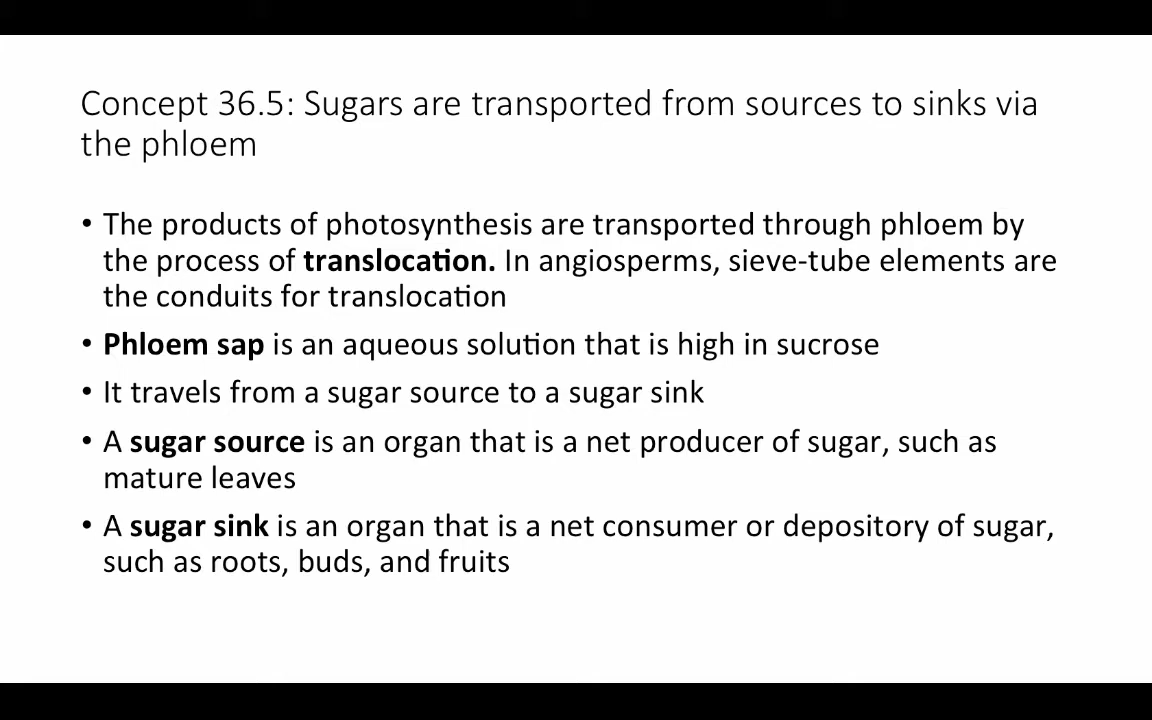 Concept 36.5: Sugars are transported from sources to sinks via
the phloem
• The products of photosynthesis are transported through phloem by
the process of translocation. In angiosperms, sieve-tube elements are
the conduits for translocation
• Phloem sap is an aqueous solution that is high in sucrose
• It travels from a sugar source to a sugar sink
• A sugar source is an organ that is a net producer of sugar, such as
mature leaves
• A sugar sink is an organ that is a net consumer or depository of sugar,
such as roots, buds, and fruits